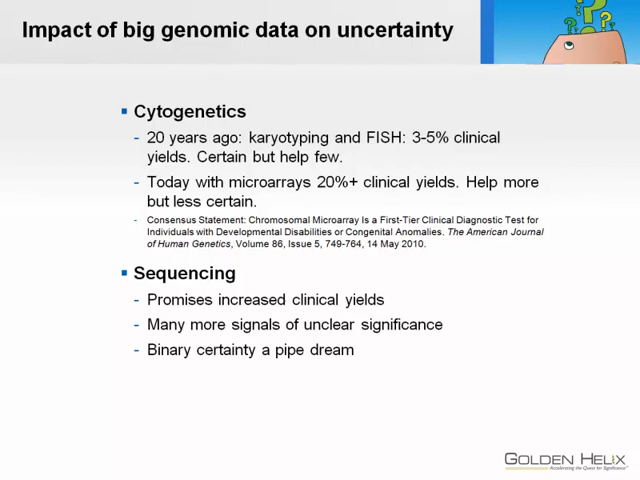 Impact of big genomic data on uncertainty
Cytogenetics
- 20 years ago: karyotyping and FISH: 3-5% clinical
yields. Certain but help few.
- Today with microarrays 20%+ clinical yields. Help more
but less certain.
- Consensus Statement: Chromosomal Microarray Is a First-Tier Clinical Diagnostic Test for
Individuals with Developmental Disabilities or Congenital Anomalies. The American Journal
of Human Genetics, Volume 86, Issue 5, 749-764, 14 May 2010.
Sequencing
- Promises increased clinical yields
- Many more signals of unclear significance
- Binary certainty a pipe dream
GOLDEN HELIX
Accelerating the Quest for Significance™